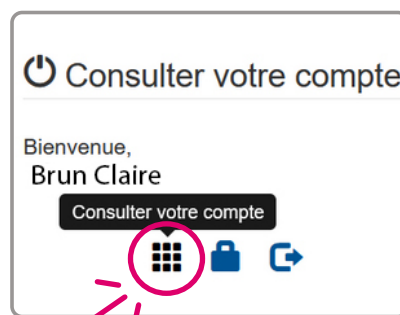 Consulter votre compte
Bienvenue,
Brun Claire
Consulter votre compte